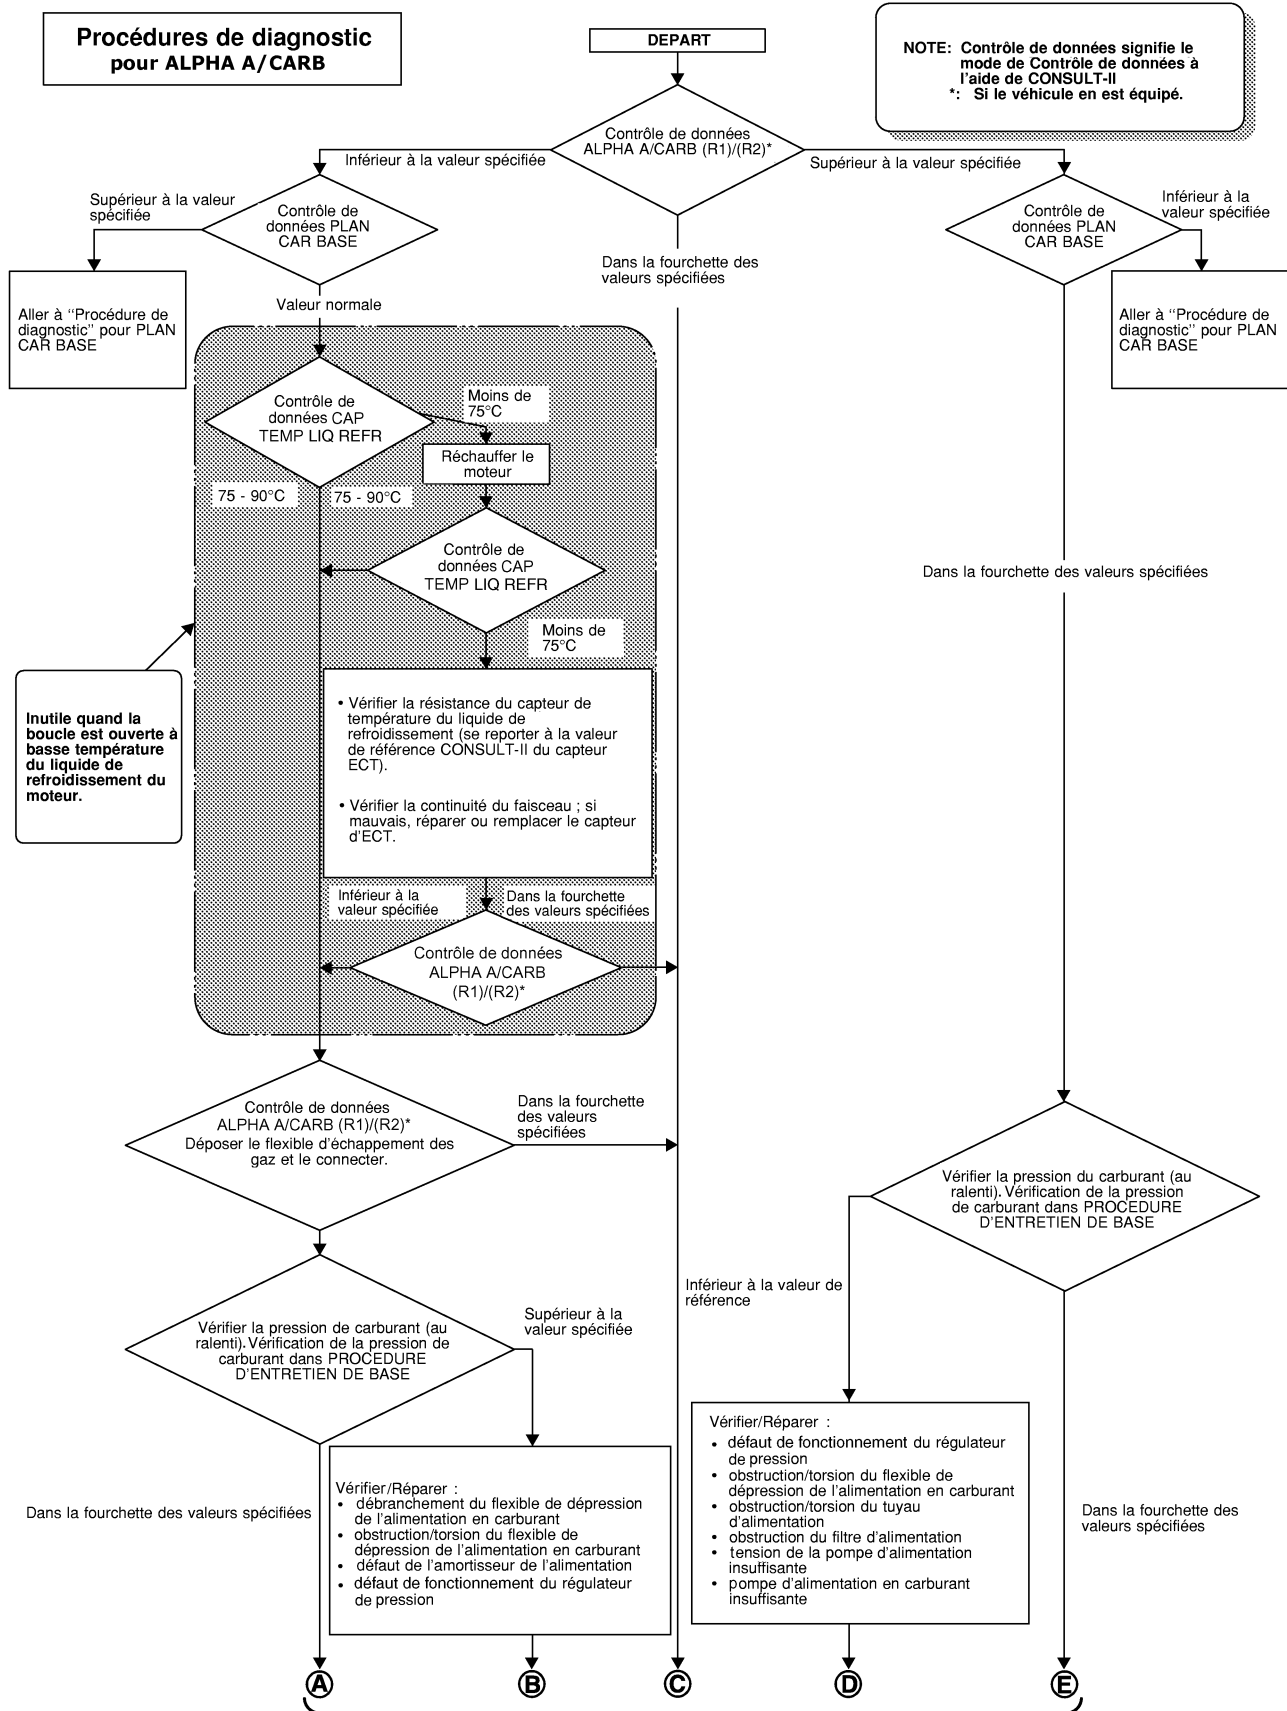 Procédures de diagnostic
pour ALPHA A/CARB
DEPART
NOTE: Contrôle de données signifie le
mode de Contrôle de données à
l'aide de CONSULT-II
*: Si le véhicule en est équipé.
Contrôle de données
ALPHA A/CARB (R1)/(R2)*
Inférieur à la valeur spécifiée
Supérieur à la valeur spécifiée
Supérieur à la valeur
spécifiée
Contrôle de
données PLAN
CAR BASE
Dans la fourchette des
valeurs spécifiées
Contrôle de
données PLAN
CAR BASE
Inférieur à la
valeur spécifiée
Aller à "Procédure de
diagnostic" pour PLAN
CAR BASE
Valeur normale
Aller à "Procédure de
diagnostic" pour PLAN
CAR BASE
Contrôle de
données CAP
TEMP LIQ REFR
Moins de
75°C
Réchauffer le
moteur
75 - 90°C
75 - 90°C
Contrôle de
données CAP
TEMP LIQ REFR
Dans la fourchette des valeurs spécifiées
Moins de
75°C
Inutile quand la
boucle est ouverte à
basse température
du liquide de
refroidissement du
moteur.
• Vérifier la résistance du capteur de
température du liquide de
refroidissement (se reporter à la valeur
de référence CONSULT-II du capteur
ECT).
• Vérifier la continuité du faisceau ; si
mauvais, réparer ou remplacer le capteur
d'ECT.
Inférieur à la
valeur spécifiée
Dans la fourchette
des valeurs spécifiées
Contrôle de données
ALPHA A/CARB
(R1)/(R2)*
Contrôle de données
ALPHA A/CARB (R1)/(R2)*
Déposer le flexible d'échappement des
gaz et le connecter.
Dans la fourchette
des valeurs
spécifiées
Vérifier la pression du carburant (au
ralenti). Vérification de la pression
de carburant dans PROCEDURE
D'ENTRETIEN DE BASE
Inférieur à la valeur de
référence
Vérifier la pression de carburant (au
ralenti). Vérification de la pression de
carburant dans PROCEDURE
D'ENTRETIEN DE BASE
Supérieur à la
valeur spécifiée
Dans la fourchette des valeurs spécifiées
Vérifier/Réparer :
• débranchement du flexible de dépression
de l'alimentation en carburant
• obstruction/torsion du flexible de
dépression de l'alimentation en carburant
• défaut de l'amortisseur de l'alimentation
• défaut de fonctionnement du régulateur
de pression
Vérifier/Réparer :
• défaut de fonctionnement du régulateur
de pression
• obstruction/torsion du flexible de
dépression de l'alimentation en carburant
• obstruction/torsion du tuyau
d'alimentation
• obstruction du filtre d'alimentation
• tension de la pompe d'alimentation
insuffisante
• pompe d'alimentation en carburant
insuffisante
Dans la fourchette des
valeurs spécifiées
A
B
C
D
E